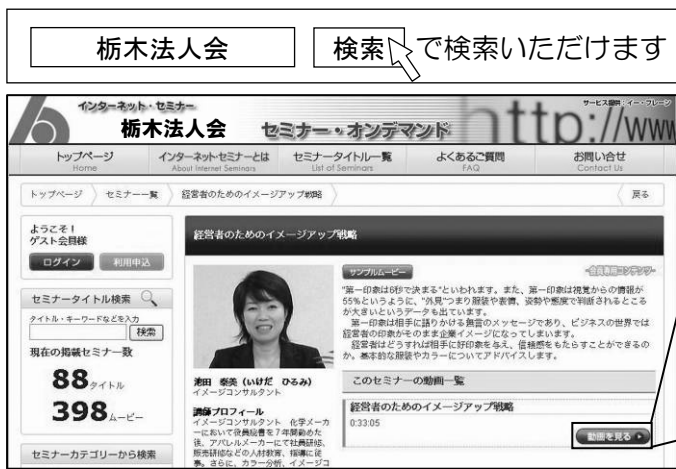 栃木法人会
検索
で検索いただけます
インターネット・セミナー
サービス提供:イー・フレージ
栃木法人会 セミナー・オンデマンド
http://www
トップページ
Home
インターネット・セミナーとは
About Internet Seminars
セミナータイトル一覧
List of Seminars
よくあるご質問
FAQ
お問い合せ
Contact Us
トップページ セミナー一覧 経営者のためのイメージアップ戦略
戻る
ようこそ!
ゲスト会員様
ログイン 利用申込
セミナータイトル検索
タイトル・キーワードなどを入力
検索
現在の掲載セミナー数
88タイトル
398ムービー
セミナーカテゴリーから検索
経営者のためのイメージアップ戦略
サンプルムービー
-会員専用コンテンツ-
"第一印象は6秒で決まる"といわれます。また、第一印象は視覚からの情報が
55%というように、"外見"つまり服装や表情、姿勢や態度で判断されるところ
が大きいというデータも出ています。
第一印象は相手に語りかける無言のメッセージであり、ビジネスの世界では
経営者の印象がそのまま企業イメージになってしまいます。
経営者はどうすれば相手に好印象を与え、信頼感をもたらすことができるの
か。基本的な服装やカラーについてアドバイスします。
このセミナーの動画一覧
経営者のためのイメージアップ戦略
0:33:05
動画を見る
池田 泰美(いけだ ひろみ)
イメージコンサルタント
講師プロフィール
イメージコンサルタント 化学メーカ
ーにおいて役員秘書を7年間勤めた
後、アパレルメーカーにて社員研修、
販売研修などの人材教育、指導に従
事。さらに、カラー分析、イメージコ